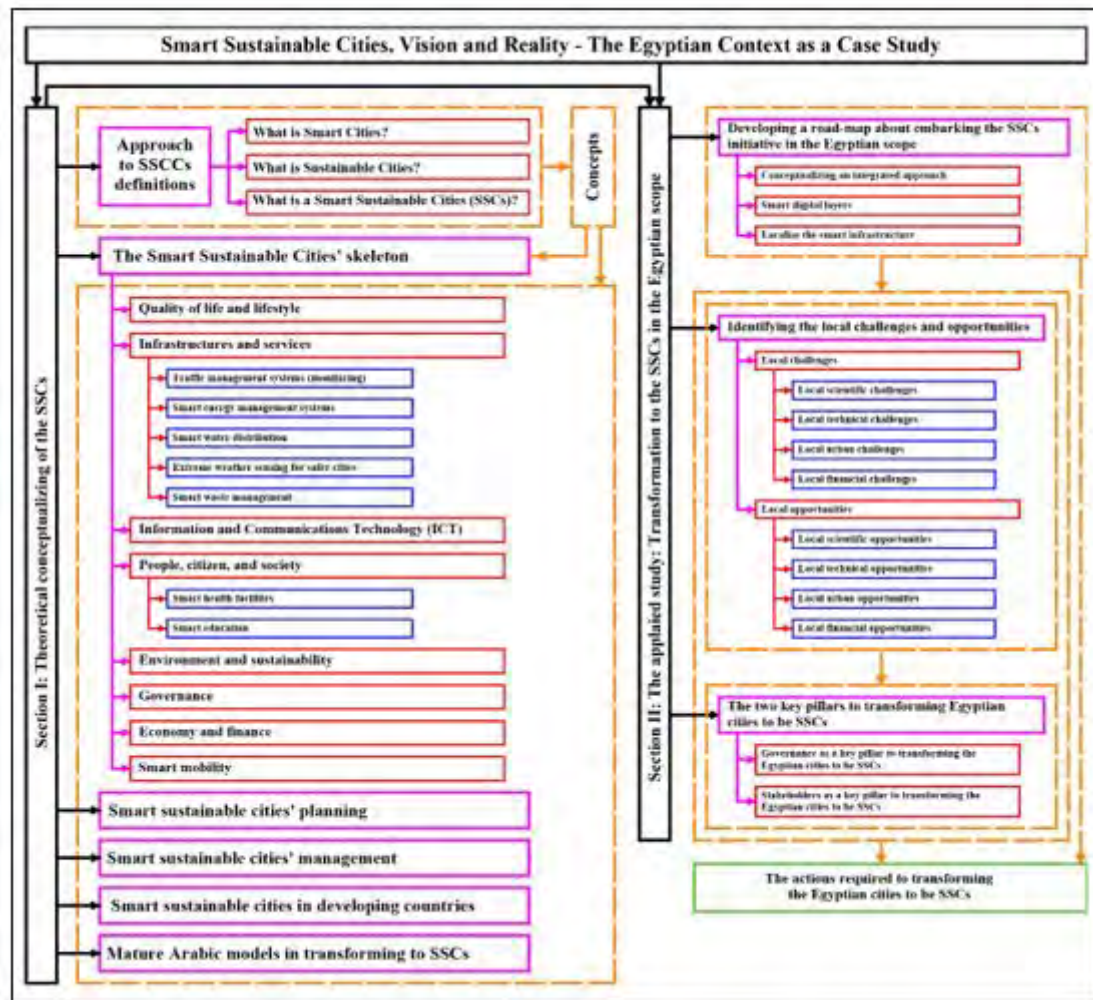 Smart Sustainable Cities, Vision and Reality - The Egyptian Context as a Case Study
Section I: Theoretical conceptualizing of the SSCs
Approach
to SSCCs
definitions
What is Smart Cities?
What is Sustainable Cities?
What is a Smart Sustainable Cities (SSCs)?
Concepts
The Smart Sustainable Cities' skeleton
Quality of life and lifestyle
Infrastructures and services
Traffic management systems (monitoring)
Smart energy management systems
Smart water distribution
Extreme weather sensing for safer cities
Smart waste management
Information and Communications Technology (ICT)
People, citizen, and society
Smart health facilities
Smart education
Environment and sustainability
Governance
Economy and finance
Smart mobility
Smart sustainable cities' planning
Smart sustainable cities' management
Smart sustainable cities in developing countries
Mature Arabic models in transforming to SSCs
Section II: The applaied study: Transformation to the SSCs in the Egyptian scope
Developing a road-map about embarking the SSCs
initiative in the Egyptian scope
Conceptualizing an integrated approach
Smart digital layers
Localise the smart infrastructure
Identifying the local challenges and opportunities
Local challenges
Local scientific challenges
Local technical challenges
Local urban challenges
Local financial challenges
Local opportunities
Local scientific opportunities
Local technical opportunities
Local urban opportunities
Local financial opportunities
The two key pillars to transforming Egyptian
cities to be SSCs
Governance as a key pillar to transforming the
Egyptian cities to be SSCs
Stakeholders as a key pillar to transforming the
Egyptian cities to be SSCs
The actions required to transforming
the Egyptian cities to be SSCs